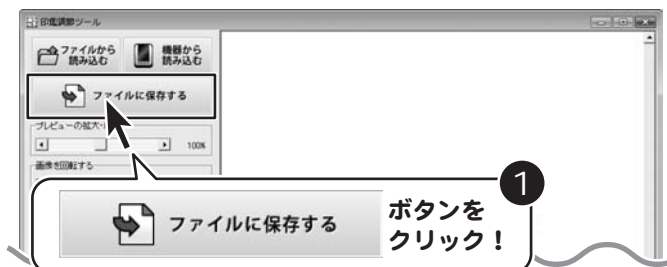 印鑑調節ツール
ファイルから
読み込む
機器から
読み込む
ファイルに保存する
プレビューの拡大・
100%
画像を回転する
1
ファイルに保存する
ボタンを
クリック！